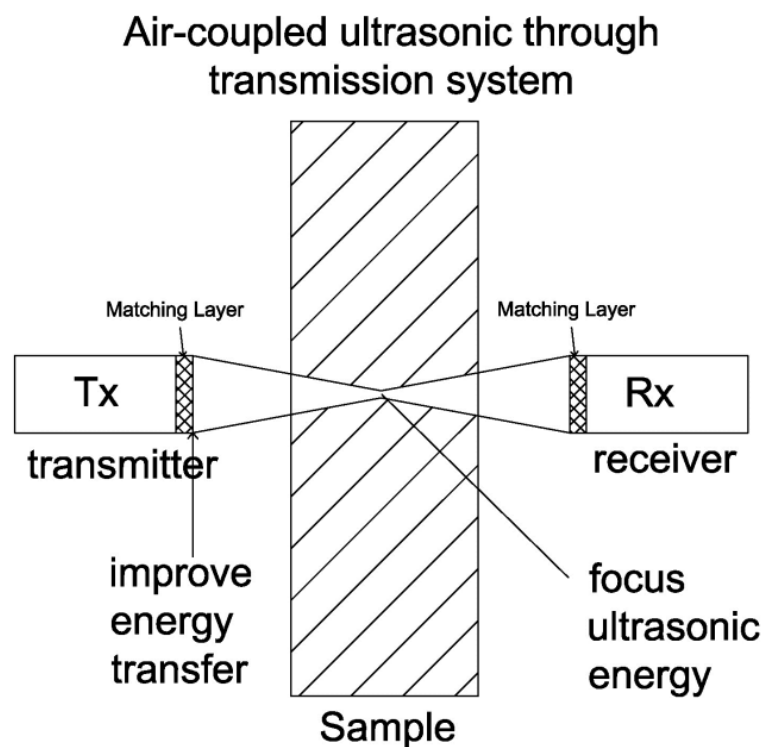 Air-coupled ultrasonic through
transmission system
Matching Layer
Matching Layer
Tx
Rx
transmitter
receiver
improve
energy
transfer
focus
ultrasonic
energy
Sample